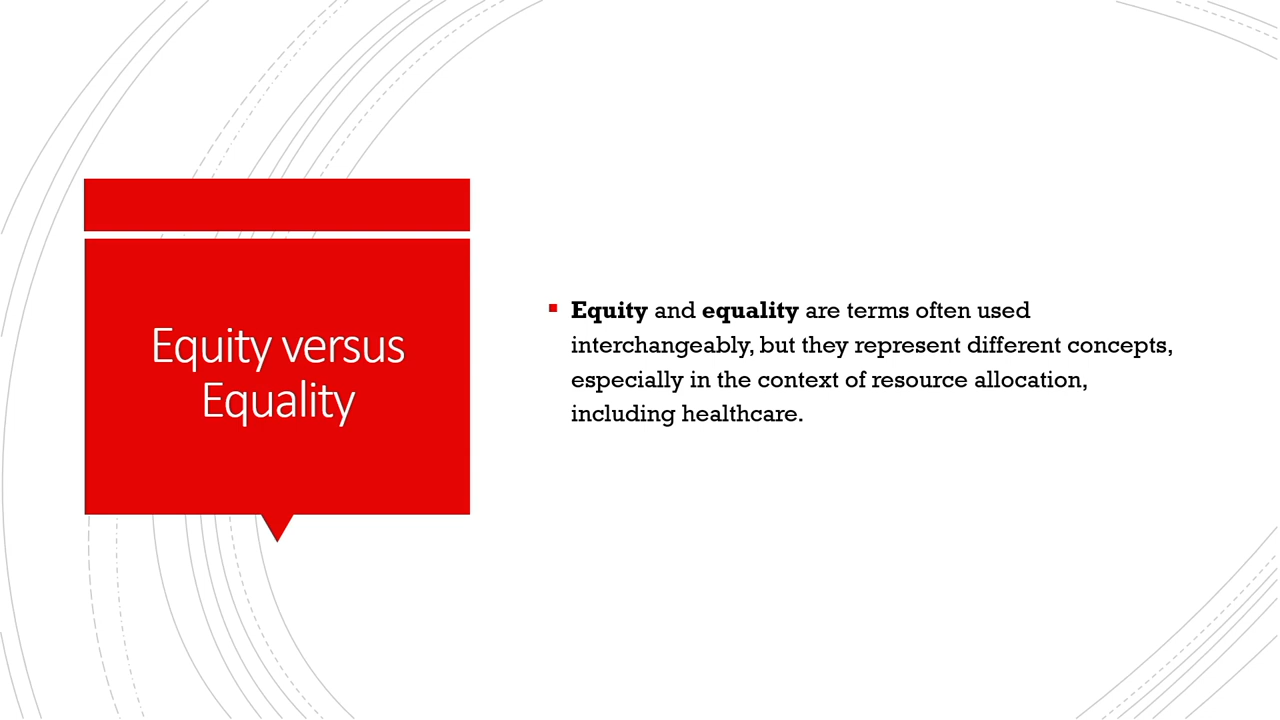 Equity versus
Equality
Equity and equality are terms often used
interchangeably, but they represent different concepts,
especially in the context of resource allocation,
including healthcare.